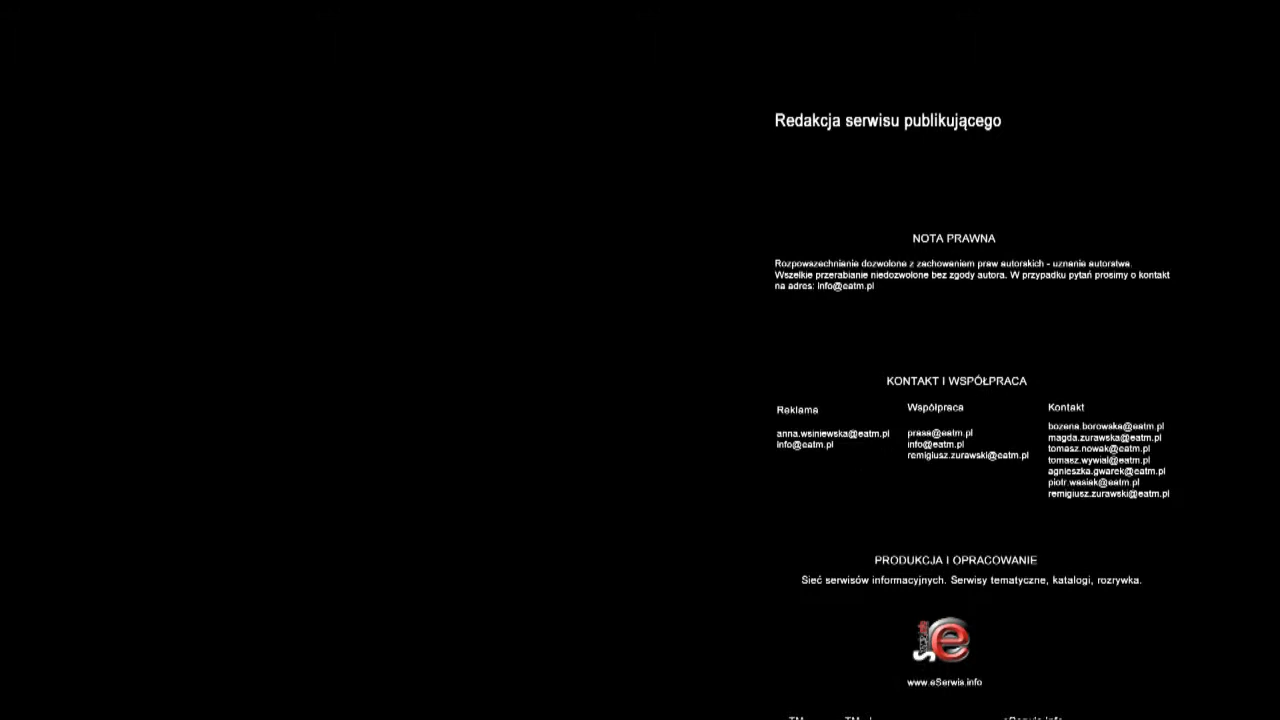 Redakcja serwisu publikującego
NOTA PRAWNA
Rozpowszechnianie dozwolone z zachowaniem praw autorskich - uznanie autorstwa.
Wszelkie przerabianie niedozwolone bez zgody autora. W przypadku pytań prosimy o kontakt
na adres: info@eatm.pl
KONTAKT I WSPÓŁPRACA
Reklama
anna.wsiniewska@eatm.pl
info@eatm.pl
Współpraca
prasa@eatm.pl
info@eatm.pl
remigiusz.zurawski@eatm.pl
Kontakt
bozena.borowska@eatm.pl
magda.zurawska@eatm.pl
tomasz.nowak@eatm.pl
tomasz.wywial@eatm.pl
agnieszka.gwarek@eatm.pl
piotr.wasiak@eatm.pl
remigiusz.zurawski@eatm.pl
PRODUKCJA I OPRACOWANIE
Sieć serwisów informacyjnych. Serwisy tematyczne, katalogi, rozrywka.
e
www.eSerwis.info